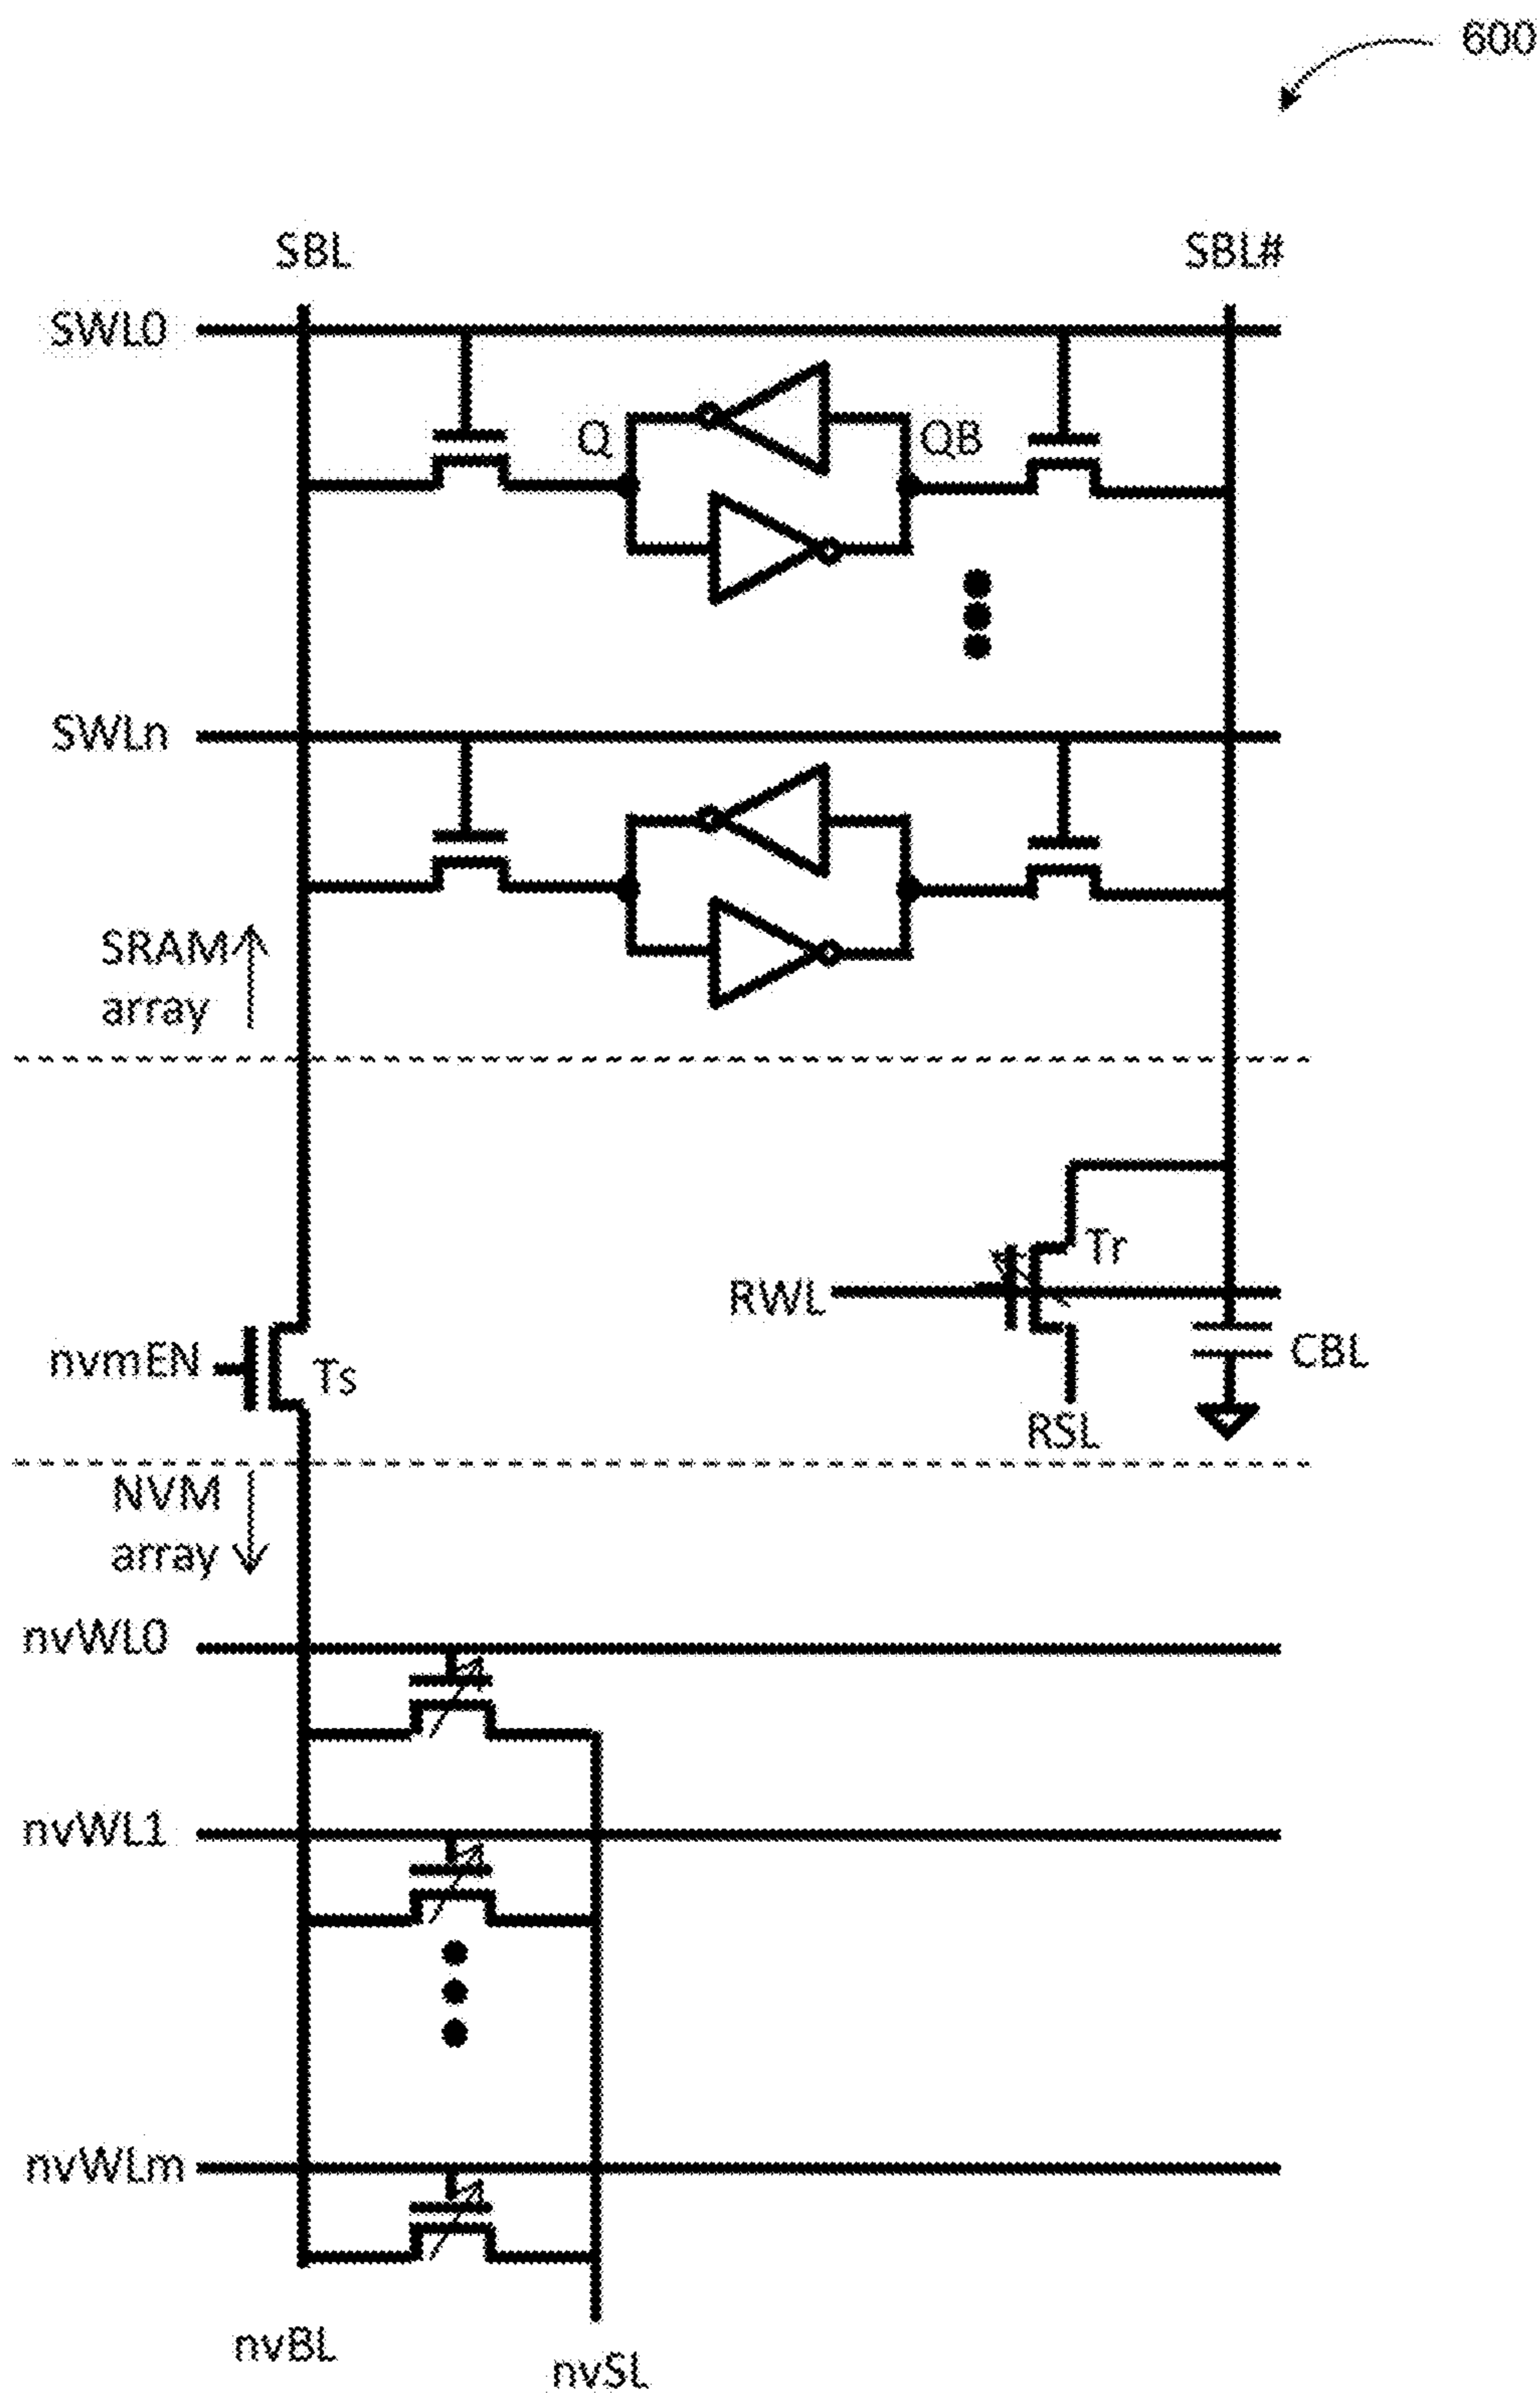 600
SBL
SBL#
SWL0
Q
QB
SWLn
SRAM
array
Tr
RWL
nvmEN
Ts
CBL
RSL
NVM
array
nvWL0
nvWL1
nvWLm
nvBL
nvSL